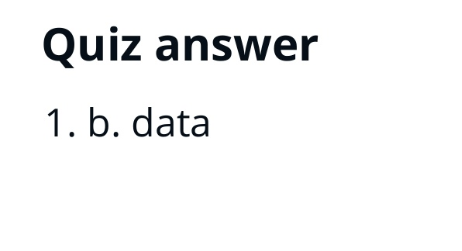 Quiz answer
1. b. data